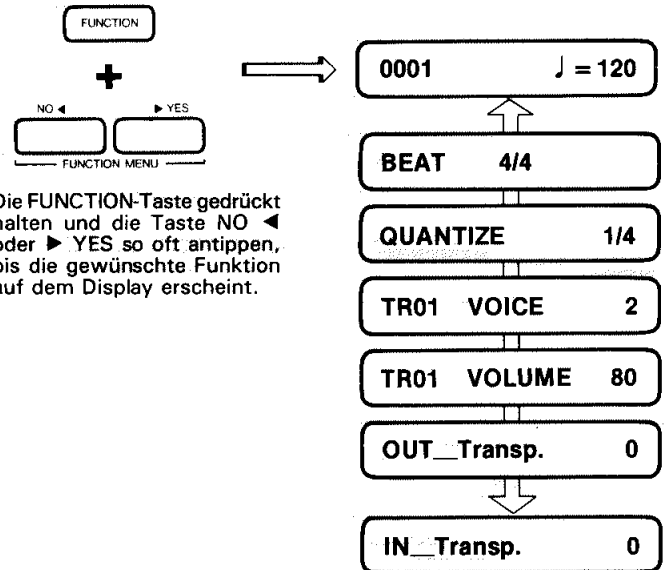 FUNCTION
+
NO ◀ ▶ YES
FUNCTION MENU
Die FUNCTION-Taste gedrückt
halten und die Taste NO ◀
oder ▶ YES so oft antippen,
bis die gewünschte Funktion
auf dem Display erscheint.
0001 ♩ = 120
BEAT 4/4
QUANTIZE 1/4
TR01 VOICE 2
TR01 VOLUME 80
OUT__Transp. 0
IN__Transp. 0